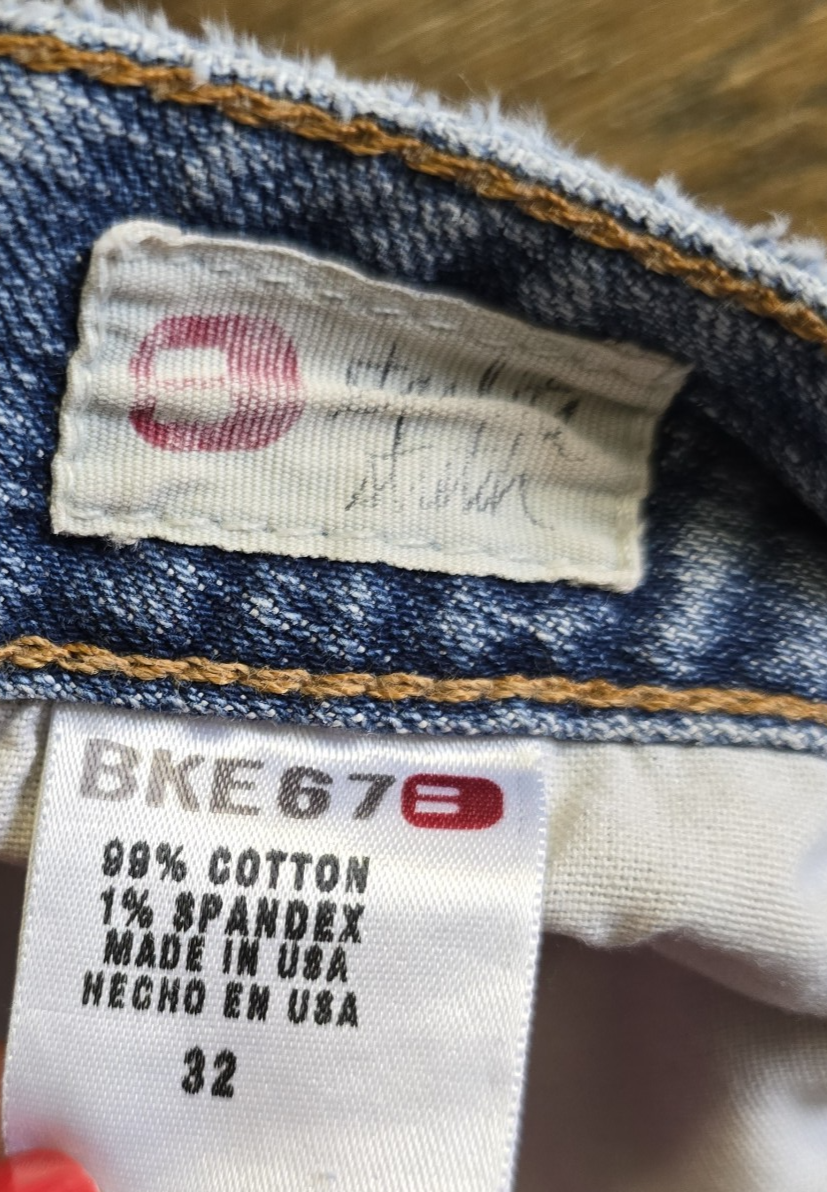 BKE67
99% COTTON
1% SPANDEX
MADE IN USA
HECHO EN USA
32